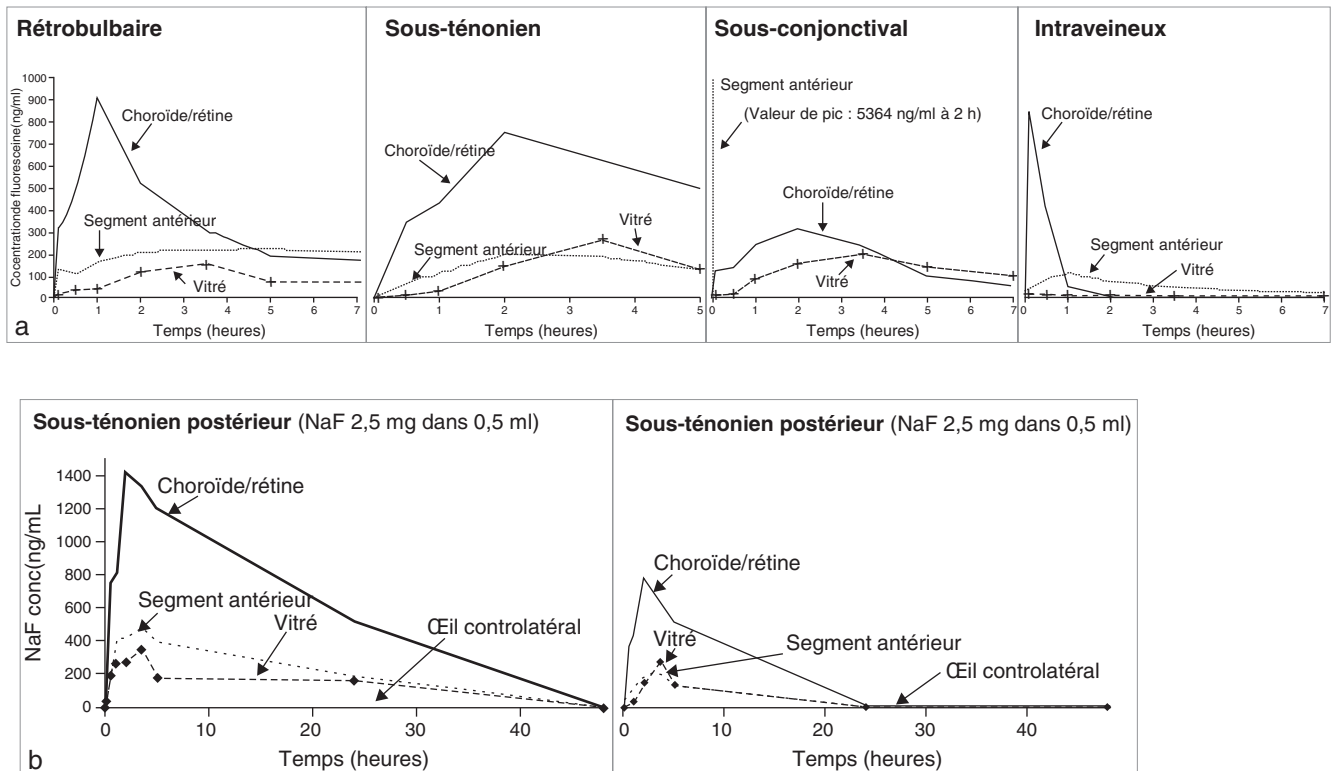 Rétrobulbaire
Sous-ténonien
Sous-conjonctival
Intraveineux
Cocentrationde fluoresceine(ng/ml)
1000
900
800
700
600
500
400
300
200
100
0
Choroïde/rétine
Segment antérieur
Vitré
0 1 2 3 4 5 6 7
Temps (heures)
a
Choroïde/rétine
Segment antérieur
Vitré
0 1 2 3 4 5
Temps (heures)
Segment antérieur
(Valeur de pic : 5364 ng/ml à 2 h)
Choroïde/rétine
Vitré
0 1 2 3 4 5 6 7
Temps (heures)
Choroïde/rétine
Segment antérieur
Vitré
0 1 2 3 4 5 6 7
Temps (heures)
Sous-ténonien postérieur (NaF 2,5 mg dans 0,5 ml)
NaF conc(ng/mL
1400
1200
1000
800
600
400
200
0
Choroïde/rétine
Segment antérieur
Vitré
Œil controlatéral
0 10 20 30 40
Temps (heures)
b
Sous-ténonien postérieur (NaF 2,5 mg dans 0,5 ml)
Choroïde/rétine
Vitré
Segment antérieur
Œil controlatéral
0 10 20 30 40
Temps (heures)